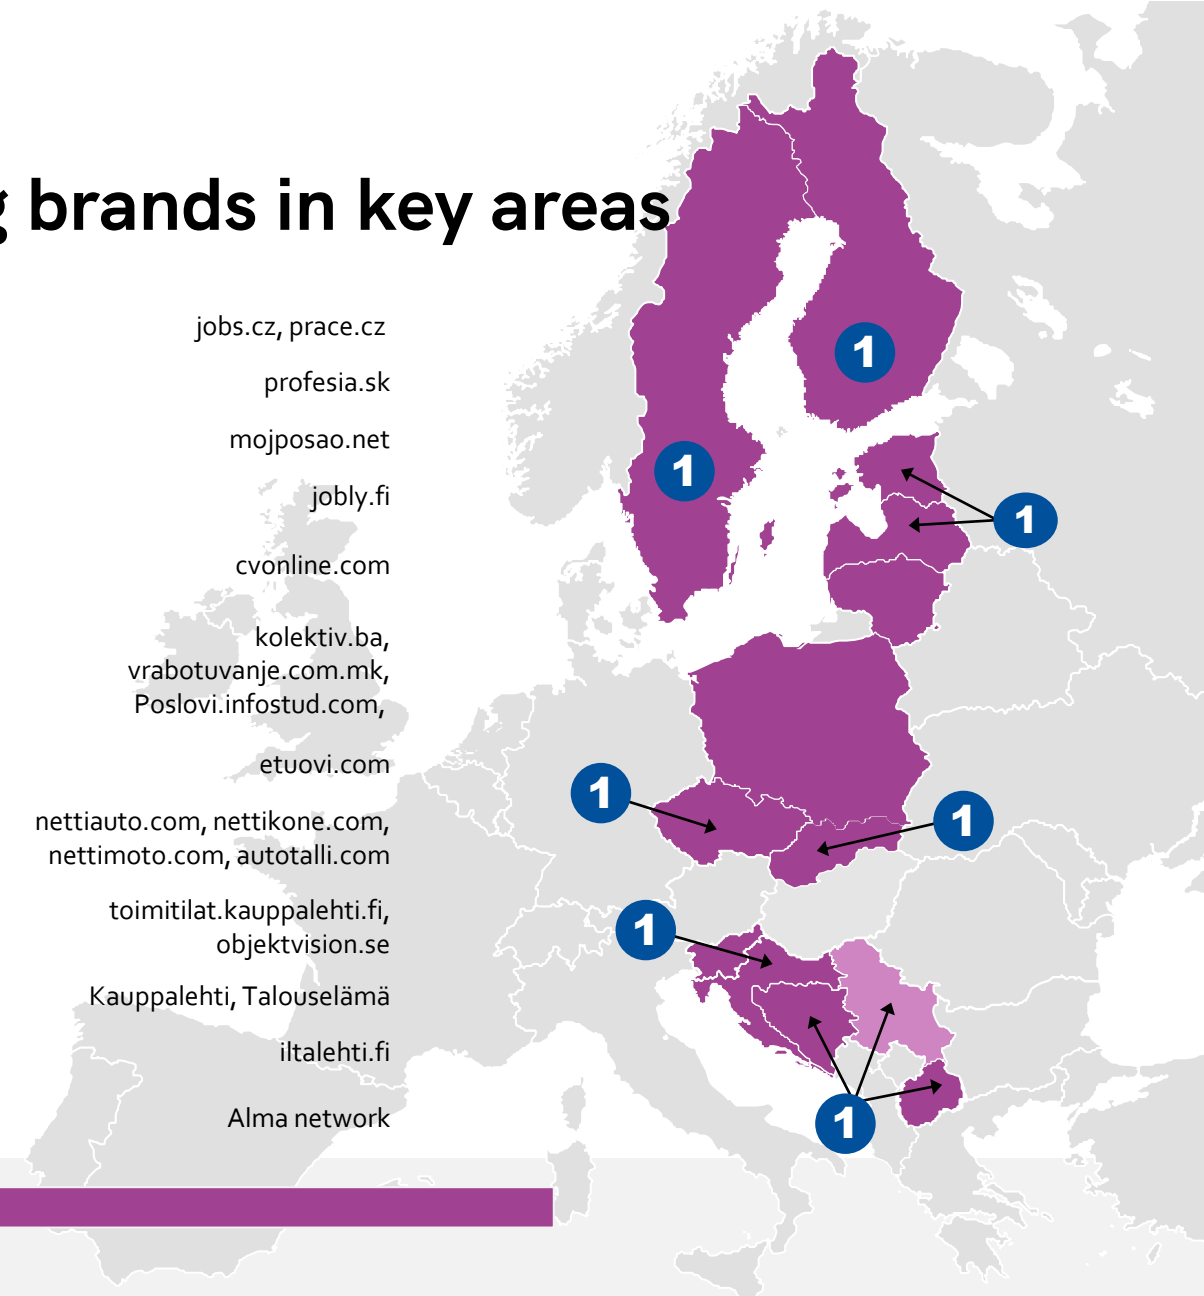 g brands in key areas
jobs.cz, prace.cz
profesia.sk
mojposao.net
jobly.fi
cvonline.com
kolektiv.ba,
vrabotuvanje.com.mk,
Poslovi.infostud.com,
etuovi.com
nettiauto.com, nettikone.com,
nettimoto.com, autotalli.com
toimitilat.kauppalehti.fi,
objektvision.se
Kauppalehti, Talouselämä
iltalehti.fi
Alma network
1
1
1
1
1
1
1